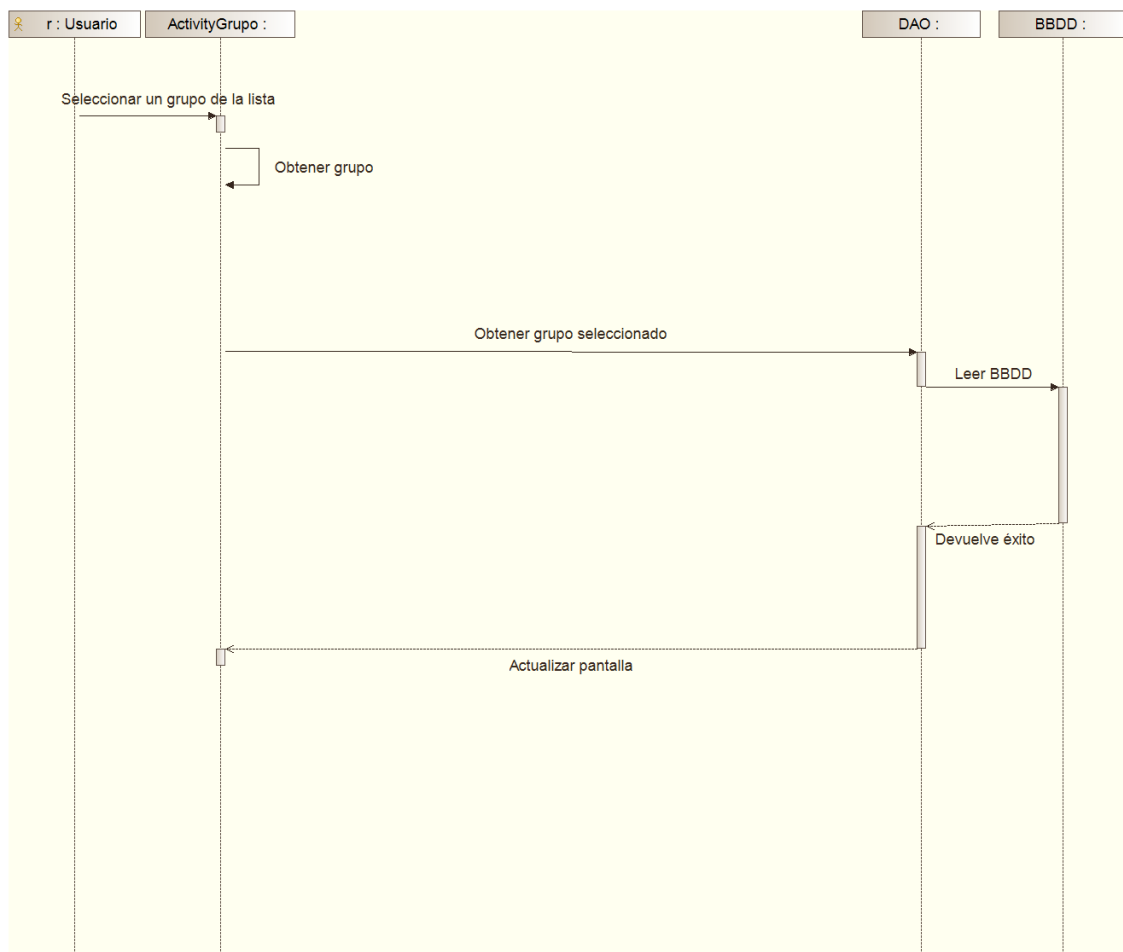 r : Usuario
ActivityGrupo :
DAO :
BBDD :
Seleccionar un grupo de la lista
Obtener grupo
Obtener grupo seleccionado
Leer BBDD
Devuelve éxito
Actualizar pantalla